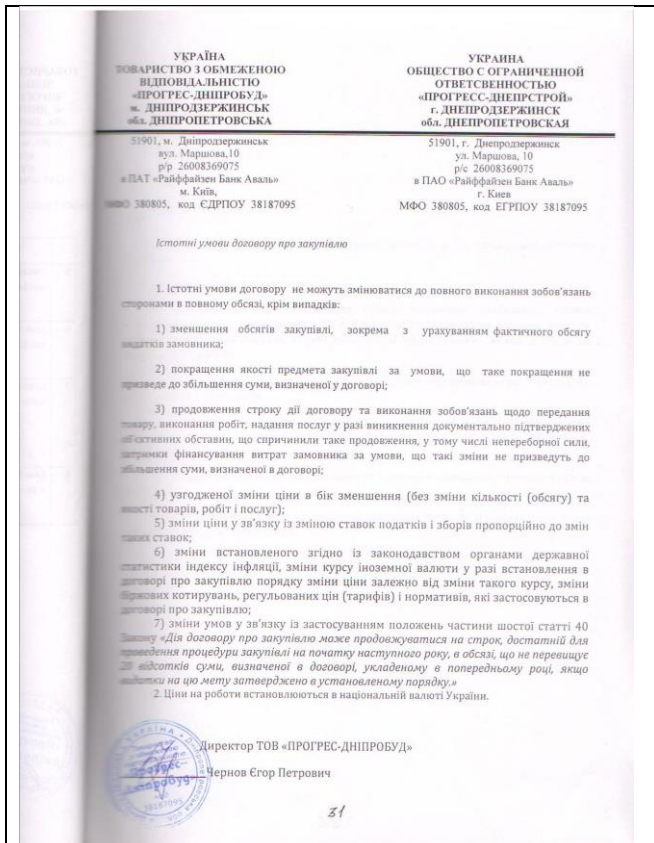 УКРАЇНА
ТОВАРИСТВО З ОБМЕЖЕНОЮ
ВІДПОВІДАЛЬНІСТЮ
«ПРОГРЕС-ДНІПРОБУД»
м. ДНІПРОДЗЕРЖИНСЬК
обл. ДНІПРОПЕТРОВСЬКА
УКРАИНА
ОБЩЕСТВО С ОГРАНИЧЕННОЙ
ОТВЕТСВЕННОСТЬЮ
«ПРОГРЕСС-ДНЕПРСТРОЙ»
г. ДНЕПРОДЗЕРЖИНСК
обл. ДНЕПРОПЕТРОВСКАЯ
51901, м. Дніпродзержинськ
вул. Маршова,10
р/р 26008369075
в ПАТ «Райффайзен Банк Аваль»
м. Київ,
МФО 380805, код ЄДРПОУ 38187095
51901, г. Днепродзержинск
ул. Маршова, 10
р/с 26008369075
в ПАО «Райффайзен Банк Аваль»
г. Киев
МФО 380805, код ЕГРПОУ 38187095
Істотні умови договору про закупівлю
1. Істотні умови договору не можуть змінюватися до повного виконання зобов'язань
сторонами в повному обсязі, крім випадків:
1) зменшення обсягів закупівлі, зокрема з урахуванням фактичного обсягу
видатків замовника;
2) покращення якості предмета закупівлі за умови, що таке покращення не
призведе до збільшення суми, визначеної у договорі;
3) продовження строку дії договору та виконання зобов'язань щодо передання
товару, виконання робіт, надання послуг у разі виникнення документально підтверджених
об'єктивних обставин, що спричинили таке продовження, у тому числі непереборної сили,
затримки фінансування витрат замовника за умови, що такі зміни не призведуть до
збільшення суми, визначеної в договорі;
4) узгодженої зміни ціни в бік зменшення (без зміни кількості (обсягу) та
якості товарів, робіт і послуг);
5) зміни ціни у зв'язку із зміною ставок податків і зборів пропорційно до змін
таких ставок;
6) зміни встановленого згідно із законодавством органами державної
статистики індексу інфляції, зміни курсу іноземної валюти у разі встановлення в
договорі про закупівлю порядку зміни ціни залежно від зміни такого курсу, зміни
біржових котирувань, регульованих цін (тарифів) і нормативів, які застосовуються в
договорі про закупівлю;
7) зміни умов у зв'язку із застосуванням положень частини шостої статті 40
Закону «Дія договору про закупівлю може продовжуватися на строк, достатній для
проведення процедури закупівлі на початку наступного року, в обсязі, що не перевищує
20 відсотків суми, визначеної в договорі, укладеному в попередньому році, якщо
видатки на цю мету затверджено в установленому порядку.»
2. Ціни на роботи встановлюються в національній валюті України.
Директор ТОВ «ПРОГРЕС-ДНІПРОБУД»
Чернов Єгор Петрович
Прогрес-
Дніпробуд
38187095
31